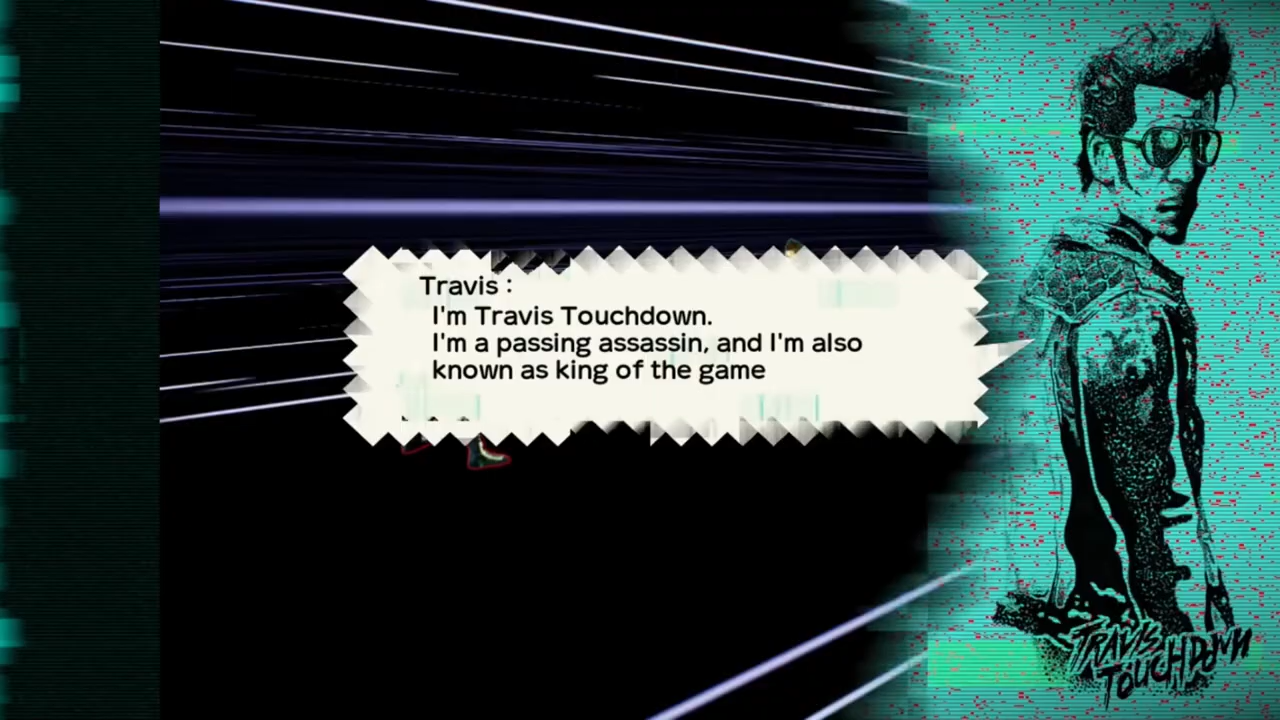 Travis :
I'm Travis Touchdown.
I'm a passing assassin, and I'm also
known as king of the game
TRAVIS
TOUCHDOWN